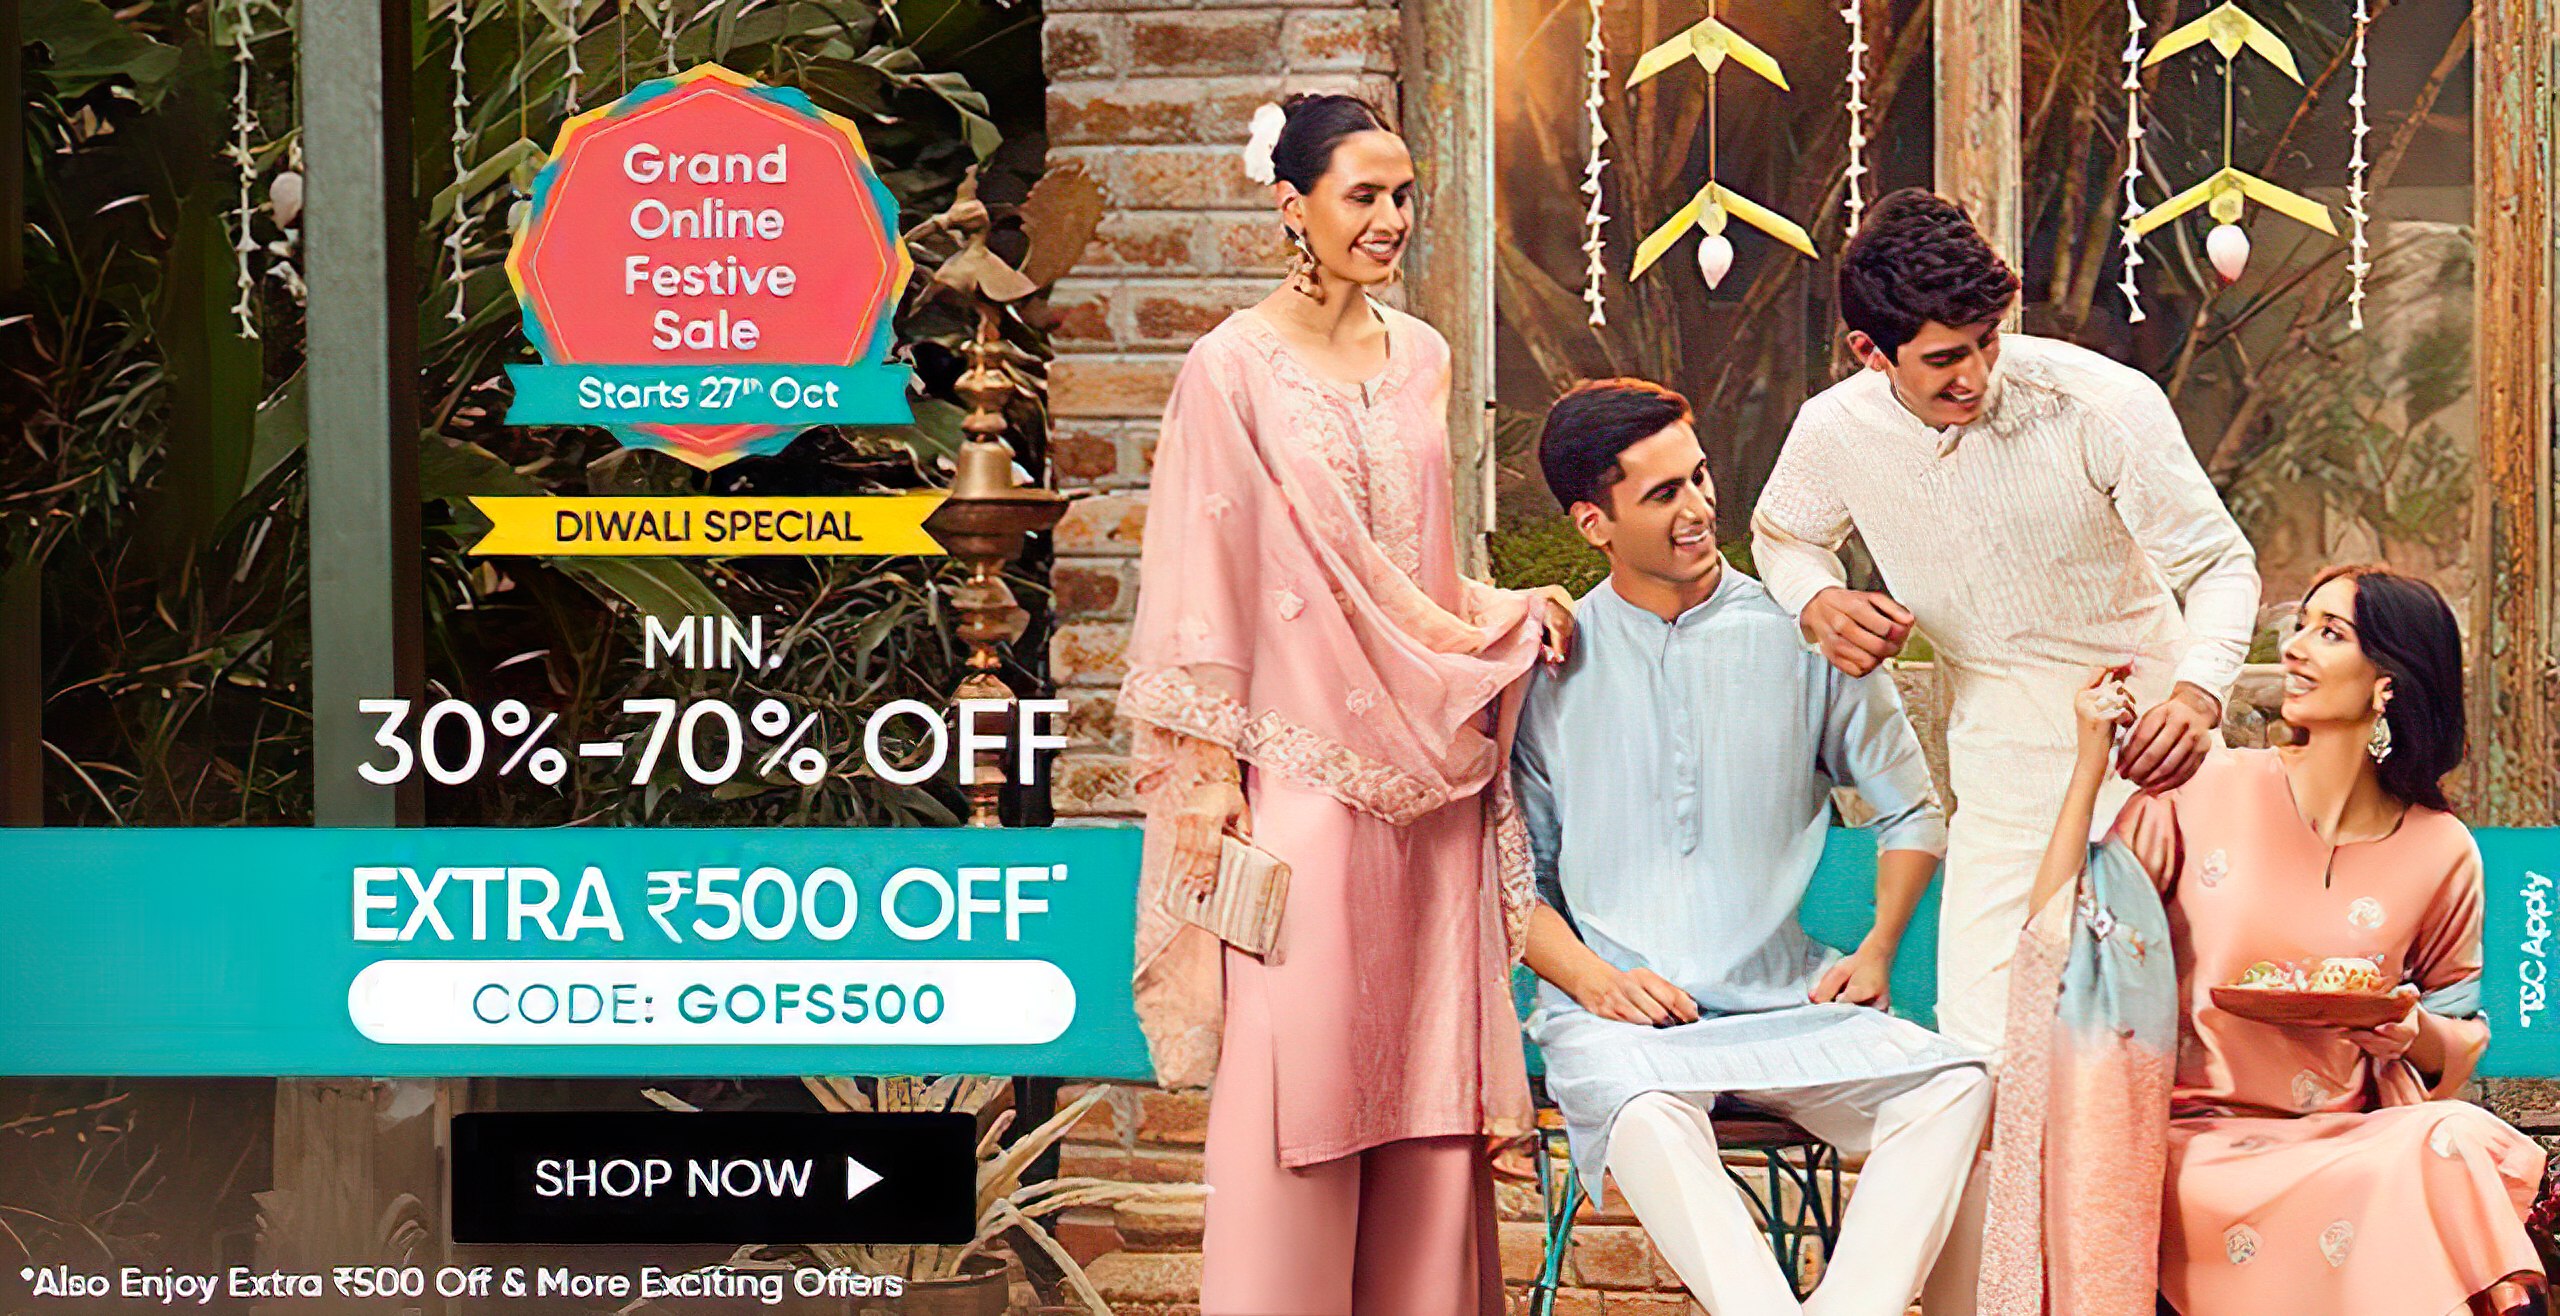 Grand
Online
Festive
Sale
Starts 27th Oct
DIWALI SPECIAL
MIN.
30%-70% OFF
EXTRA ₹500 OFF*
CODE: GOFS500
SHOP NOW
*Also Enjoy Extra ₹500 Off & More Exciting Offers
*T&C Apply